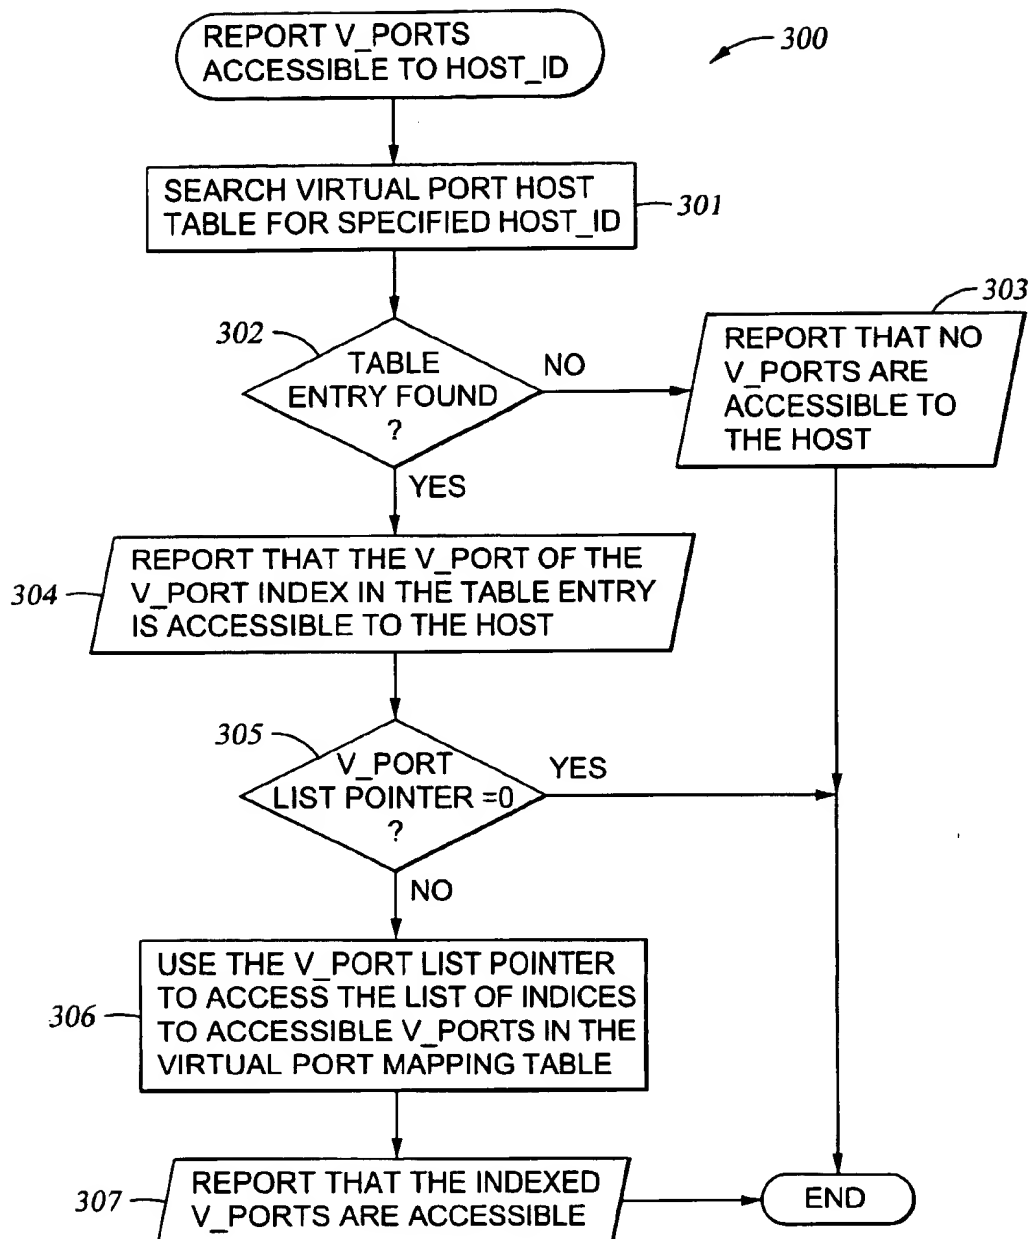 REPORT V_PORTS
ACCESSIBLE TO HOST_ID
300
SEARCH VIRTUAL PORT HOST
TABLE FOR SPECIFIED HOST_ID
301
302
TABLE
ENTRY FOUND
?
NO
YES
303
REPORT THAT NO
V_PORTS ARE
ACCESSIBLE TO
THE HOST
304
REPORT THAT THE V_PORT OF THE
V_PORT INDEX IN THE TABLE ENTRY
IS ACCESSIBLE TO THE HOST
305
V_PORT
LIST POINTER =0
?
YES
NO
306
USE THE V_PORT LIST POINTER
TO ACCESS THE LIST OF INDICES
TO ACCESSIBLE V_PORTS IN THE
VIRTUAL PORT MAPPING TABLE
307
REPORT THAT THE INDEXED
V_PORTS ARE ACCESSIBLE
END